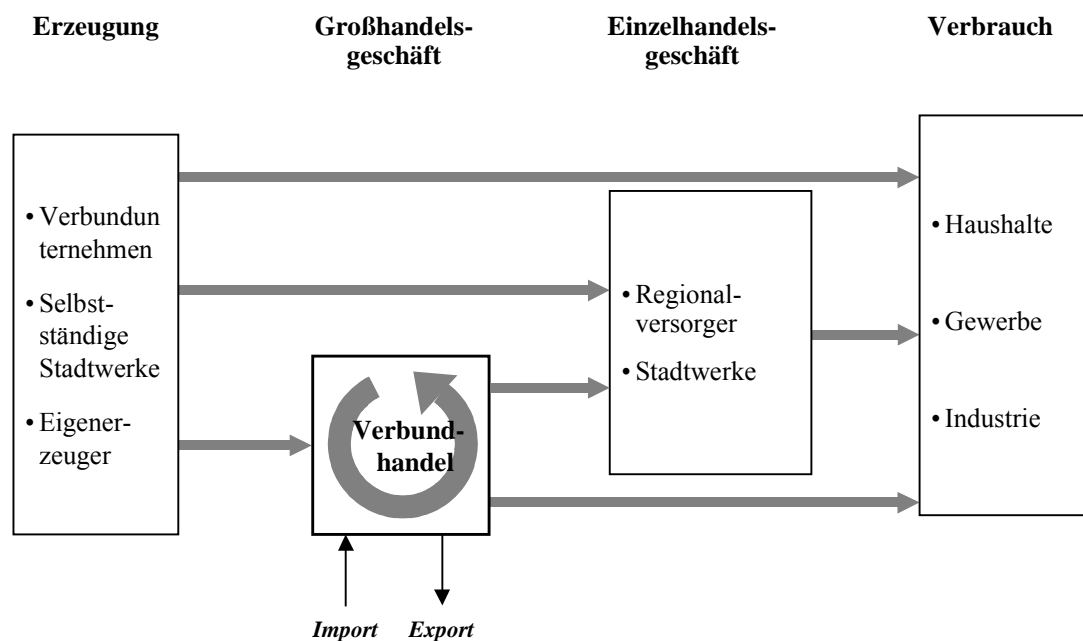 Erzeugung
Großhandels-
geschäft
Einzelhandels-
geschäft
Verbrauch
• Verbundun
ternehmen
• Selbst-
ständige
Stadtwerke
• Eigener-
zeuger
Verbund-
handel
Import
Export
• Regional-
versorger
• Stadtwerke
• Haushalte
• Gewerbe
• Industrie